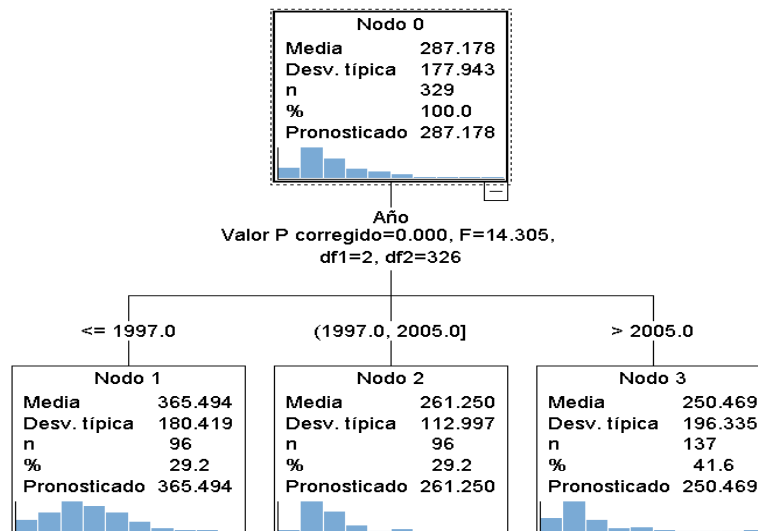 Nodo 0
Media 287.178
Desv. típica 177.943
n 329
% 100.0
Pronosticado 287.178
Año
Valor P corregido=0.000, F=14.305,
df1=2, df2=326
<= 1997.0
(1997.0, 2005.0]
> 2005.0
Nodo 1
Media 365.494
Desv. típica 180.419
n 96
% 29.2
Pronosticado 365.494
Nodo 2
Media 261.250
Desv. típica 112.997
n 96
% 29.2
Pronosticado 261.250
Nodo 3
Media 250.469
Desv. típica 196.335
n 137
% 41.6
Pronosticado 250.469